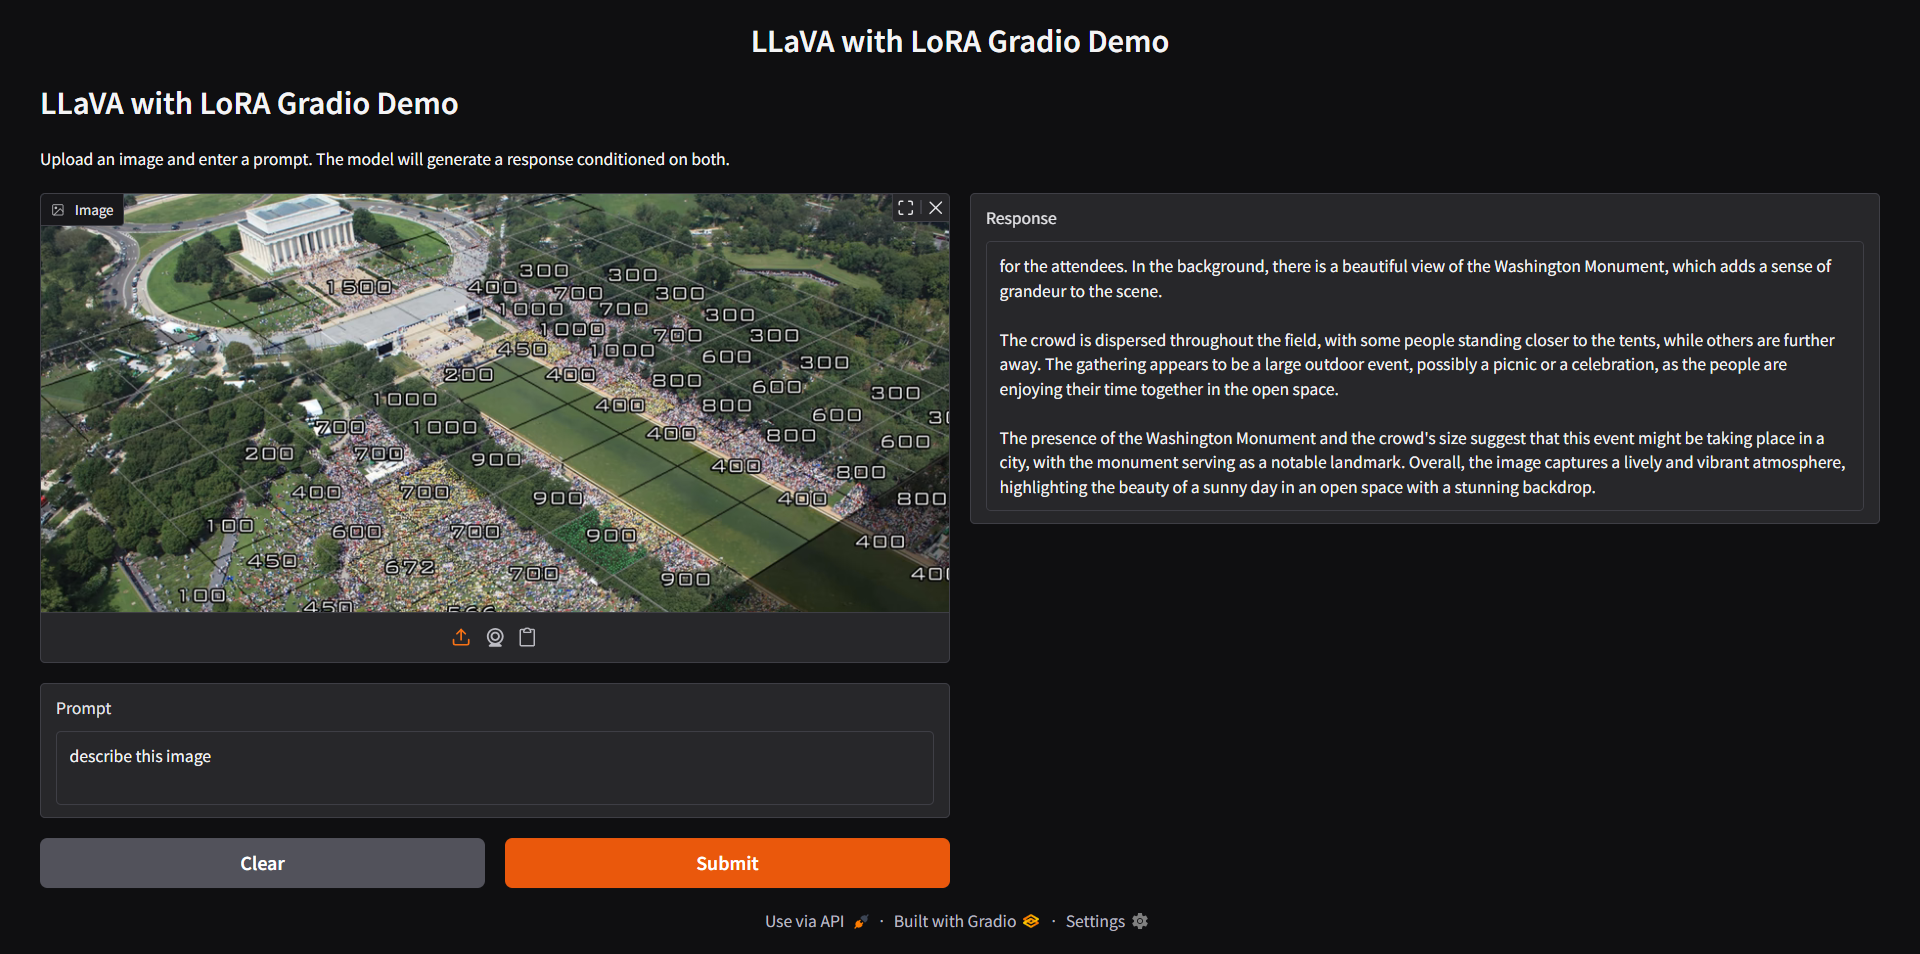 LLaVA with LoRA Gradio Demo
LLaVA with LoRA Gradio Demo
Upload an image and enter a prompt. The model will generate a response conditioned on both.
Image
1500
300
300
400
700
300
1000
700
300
1000
700
300
450
1000
600
300
200
400
800
600
300
1000
400
800
600
700
1000
400
800
600
200
700
900
400
800
400
700
900
400
800
100
600
700
900
400
450
672
700
900
100
450
Prompt
describe this image
Clear
Submit
Response
for the attendees. In the background, there is a beautiful view of the Washington Monument, which adds a sense of
grandeur to the scene.
The crowd is dispersed throughout the field, with some people standing closer to the tents, while others are further
away. The gathering appears to be a large outdoor event, possibly a picnic or a celebration, as the people are
enjoying their time together in the open space.
The presence of the Washington Monument and the crowd's size suggest that this event might be taking place in a
city, with the monument serving as a notable landmark. Overall, the image captures a lively and vibrant atmosphere,
highlighting the beauty of a sunny day in an open space with a stunning backdrop.
Use via API · Built with Gradio · Settings